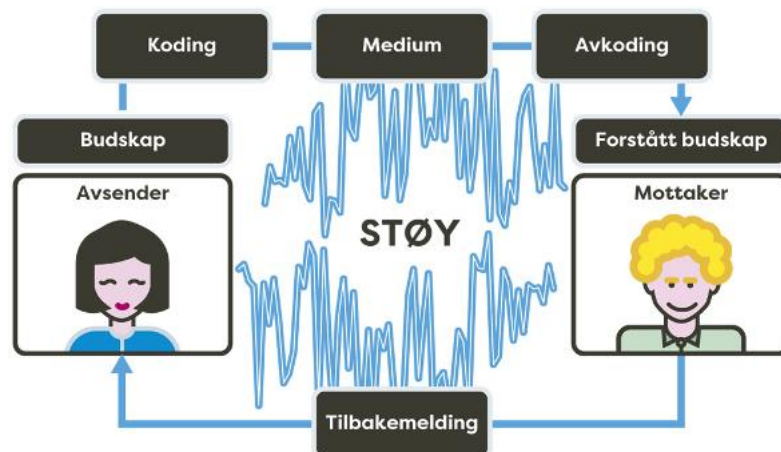 Koding
Medium
Avkoding
Budskap
Forstått budskap
Avsender
Mottaker
STØY
Tilbakemelding